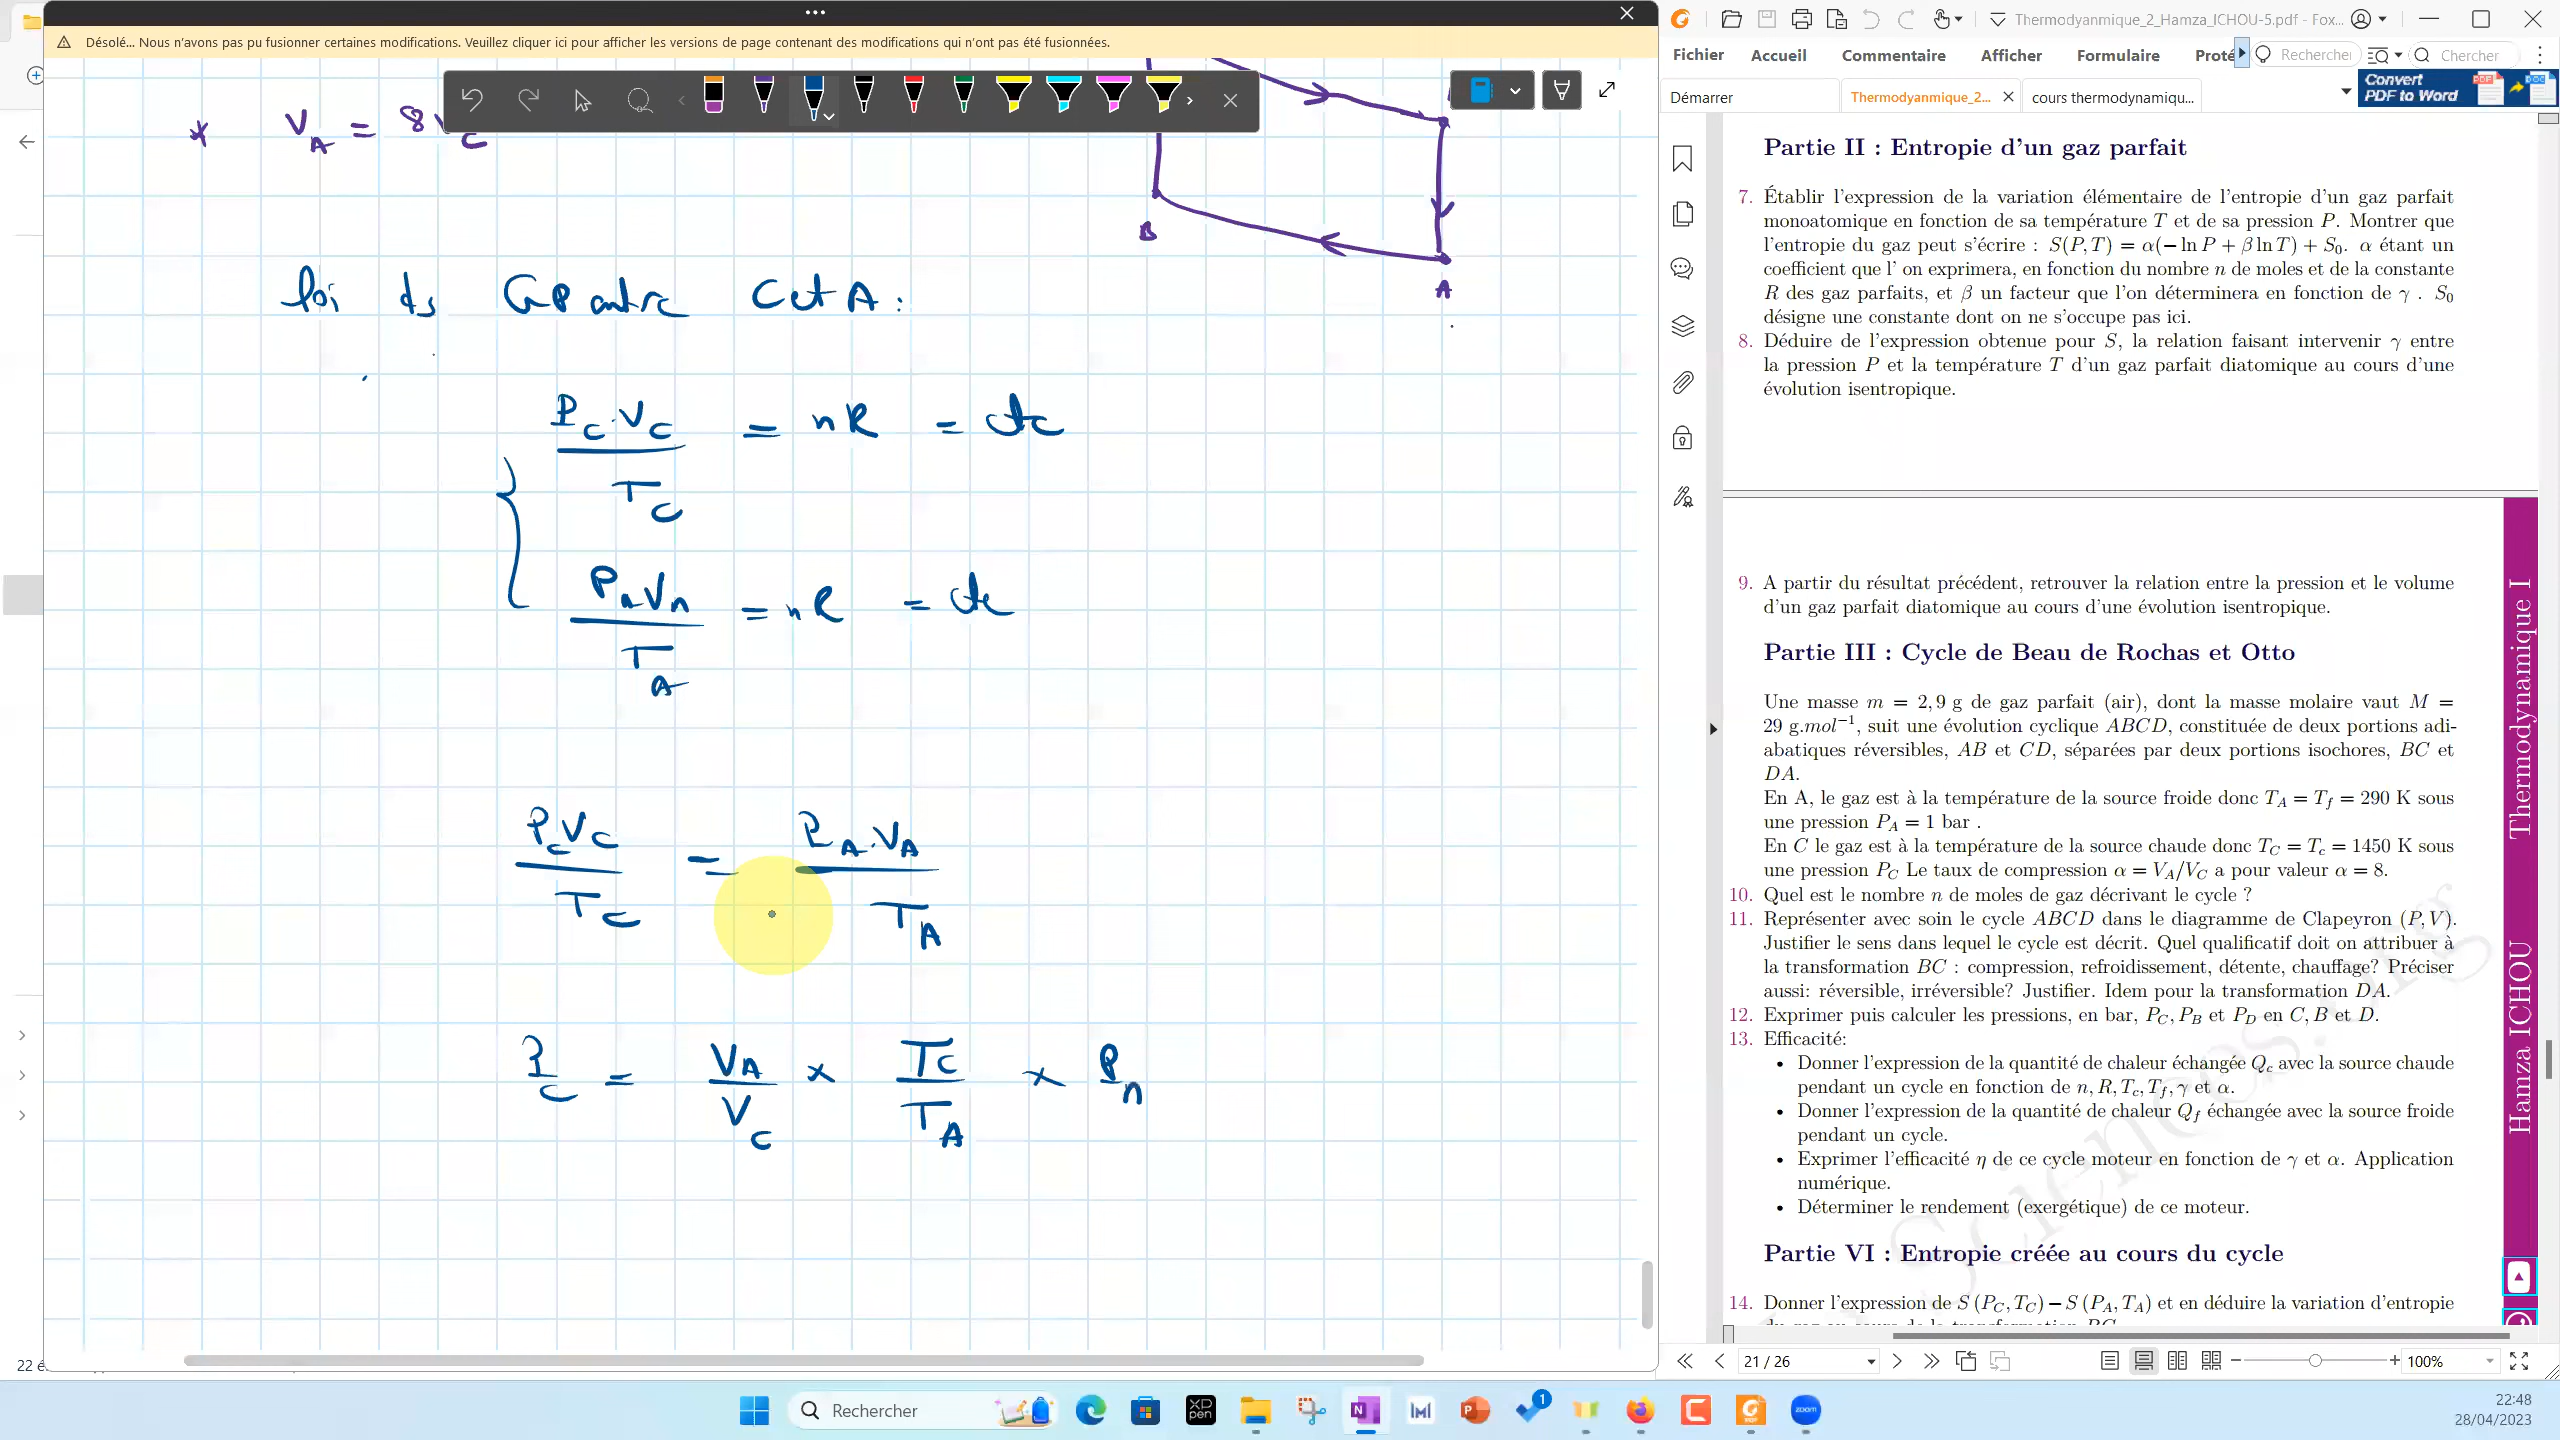 Désolé... Nous n'avons pas pu fusionner certaines modifications. Veuillez cliquer ici pour afficher les versions de page contenant des modifications qui n'ont pas été fusionnées.
* V_A = 8V_C
B
A
loi ds GP entre C et A :
P_C . V_C / T_C = nR = cte
P_A V_A / T_A = nR = cte
P_C V_C / T_C = P_A . V_A / T_A
P_C = V_A / V_C × T_C / T_A × P_A
22 é
Thermodyanmique_2_Hamza_ICHOU-5.pdf - Fox...
Fichier Accueil Commentaire Afficher Formulaire Proté Rechercher Chercher
Démarrer Thermodyanmique_2... cours thermodynamiqu...
Convert
PDF to Word
Partie II : Entropie d'un gaz parfait
7. Établir l'expression de la variation élémentaire de l'entropie d'un gaz parfait
monoatomique en fonction de sa température T et de sa pression P. Montrer que
l'entropie du gaz peut s'écrire : S(P,T) = α(− ln P + β ln T) + S₀. α étant un
coefficient que l' on exprimera, en fonction du nombre n de moles et de la constante
R des gaz parfaits, et β un facteur que l'on déterminera en fonction de γ . S₀
désigne une constante dont on ne s'occupe pas ici.
8. Déduire de l'expression obtenue pour S, la relation faisant intervenir γ entre
la pression P et la température T d'un gaz parfait diatomique au cours d'une
évolution isentropique.
9. A partir du résultat précédent, retrouver la relation entre la pression et le volume
d'un gaz parfait diatomique au cours d'une évolution isentropique.
Partie III : Cycle de Beau de Rochas et Otto
Une masse m = 2,9 g de gaz parfait (air), dont la masse molaire vaut M =
29 g.mol⁻¹, suit une évolution cyclique ABCD, constituée de deux portions adi-
abatiques réversibles, AB et CD, séparées par deux portions isochores, BC et
DA.
En A, le gaz est à la température de la source froide donc T_A = T_f = 290 K sous
une pression P_A = 1 bar .
En C le gaz est à la température de la source chaude donc T_C = T_c = 1450 K sous
une pression P_C Le taux de compression α = V_A/V_C a pour valeur α = 8.
10. Quel est le nombre n de moles de gaz décrivant le cycle ?
11. Représenter avec soin le cycle ABCD dans le diagramme de Clapeyron (P,V).
Justifier le sens dans lequel le cycle est décrit. Quel qualificatif doit on attribuer à
la transformation BC : compression, refroidissement, détente, chauffage? Préciser
aussi: réversible, irréversible? Justifier. Idem pour la transformation DA.
12. Exprimer puis calculer les pressions, en bar, P_C, P_B et P_D en C, B et D.
13. Efficacité:
• Donner l'expression de la quantité de chaleur échangée Q_c avec la source chaude
pendant un cycle en fonction de n, R, T_c, T_f, γ et α.
• Donner l'expression de la quantité de chaleur Q_f échangée avec la source froide
pendant un cycle.
• Exprimer l'efficacité η de ce cycle moteur en fonction de γ et α. Application
numérique.
• Déterminer le rendement (exergétique) de ce moteur.
Partie VI : Entropie créée au cours du cycle
14. Donner l'expression de S (P_C, T_C) − S (P_A, T_A) et en déduire la variation d'entropie
Thermodynamique I
Hamza ICHOU
21 / 26
100%
Rechercher
XD
pen
1
zoom
22:48
28/04/2023